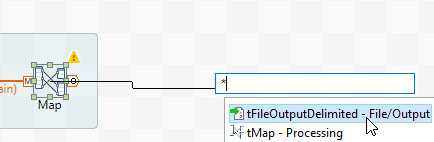 *
M
O
ain)
Map
tFileOutputDelimited - File/Output
tMap - Processing